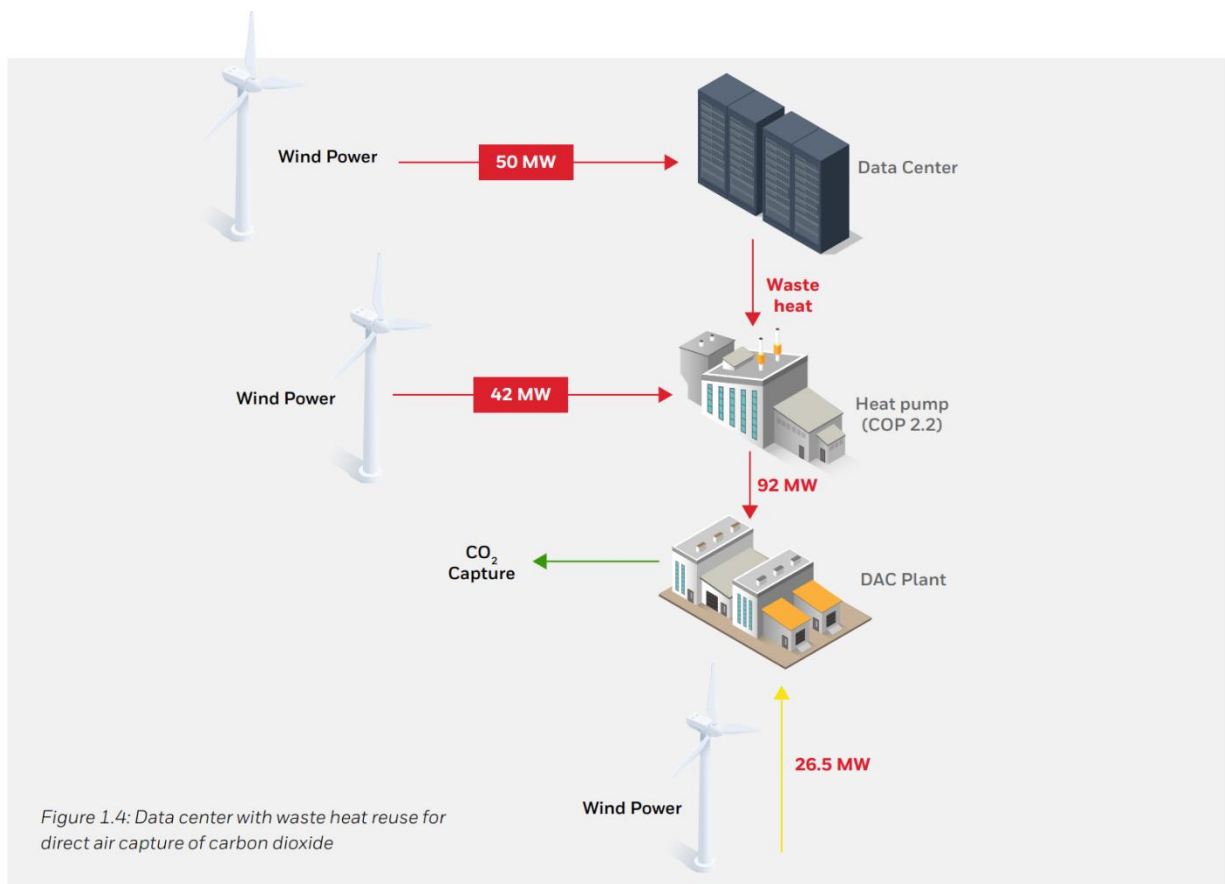 Wind Power
50 MW
Data Center
Waste
heat
Wind Power
42 MW
Heat pump
(COP 2.2)
92 MW
CO₂
Capture
DAC Plant
26.5 MW
Wind Power
Figure 1.4: Data center with waste heat reuse for
direct air capture of carbon dioxide